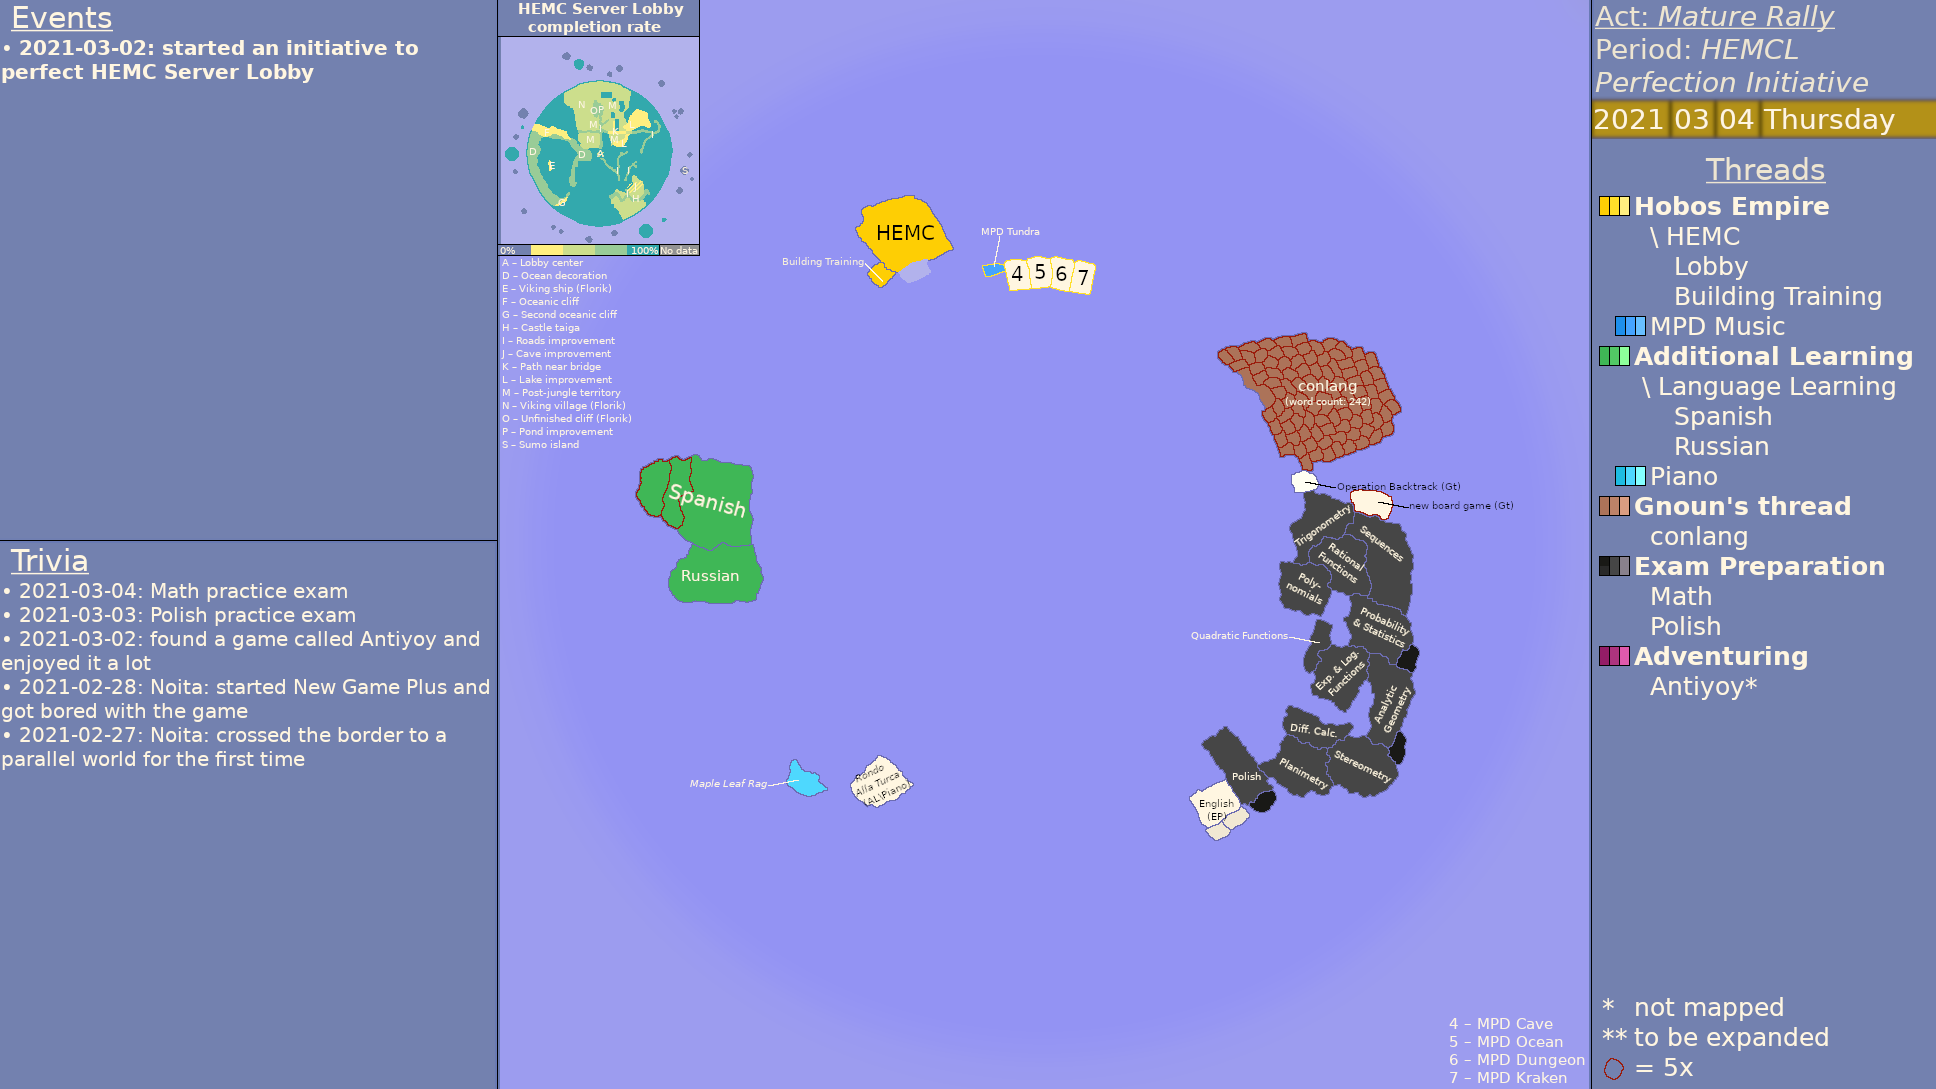 Events
• 2021-03-02: started an initiative to
perfect HEMC Server Lobby
Trivia
• 2021-03-04: Math practice exam
• 2021-03-03: Polish practice exam
• 2021-03-02: found a game called Antiyoy and
enjoyed it a lot
• 2021-02-28: Noita: started New Game Plus and
got bored with the game
• 2021-02-27: Noita: crossed the border to a
parallel world for the first time
HEMC Server Lobby
completion rate
N
OP
M
M
M
D
D
A
E
G
H
S
0%
100%
No data
A – Lobby center
D – Ocean decoration
E – Viking ship (Florik)
F – Oceanic cliff
G – Second oceanic cliff
H – Castle taiga
I – Roads improvement
J – Cave improvement
K – Path near bridge
L – Lake improvement
M – Post-jungle territory
N – Viking village (Florik)
O – Unfinished cliff (Florik)
P – Pond improvement
S – Sumo island
HEMC
Building Training
MPD Tundra
4 5 6 7
conlang
(word count: 242)
Operation Backtrack (Gt)
new board game (Gt)
Spanish
Russian
Trigonometry
Sequences
Rational
Functions
Poly-
nomials
Probability
& Statistics
Quadratic Functions
Exp. & Log.
Functions
Analytic
Geometry
Diff. Calc.
Planimetry
Stereometry
Polish
English
(EP)
Maple Leaf Rag
Rondo
Alla Turca
(AL\Piano)
4 – MPD Cave
5 – MPD Ocean
6 – MPD Dungeon
7 – MPD Kraken
Act: Mature Rally
Period: HEMCL
Perfection Initiative
2021 03 04 Thursday
Threads
Hobos Empire
\ HEMC
Lobby
Building Training
MPD Music
Additional Learning
\ Language Learning
Spanish
Russian
Piano
Gnoun's thread
conlang
Exam Preparation
Math
Polish
Adventuring
Antiyoy*
* not mapped
** to be expanded
= 5x